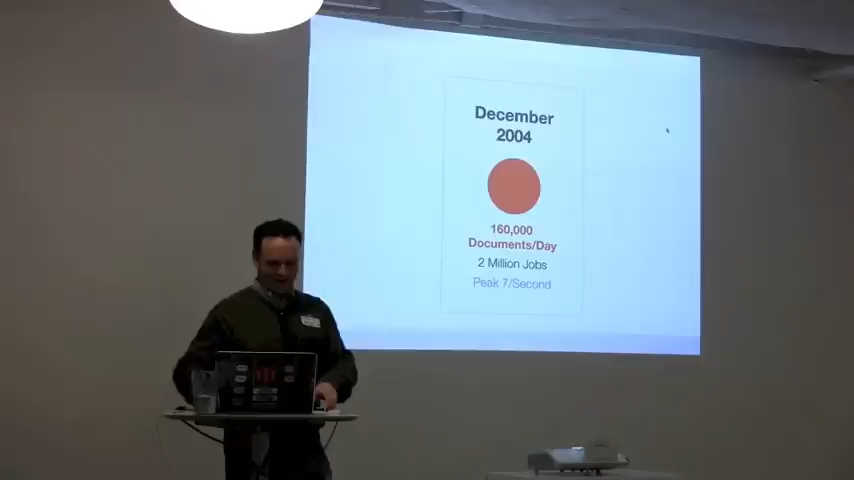 December
2004
160,000
Documents/Day
2 Million Jobs
Peak 7/Second